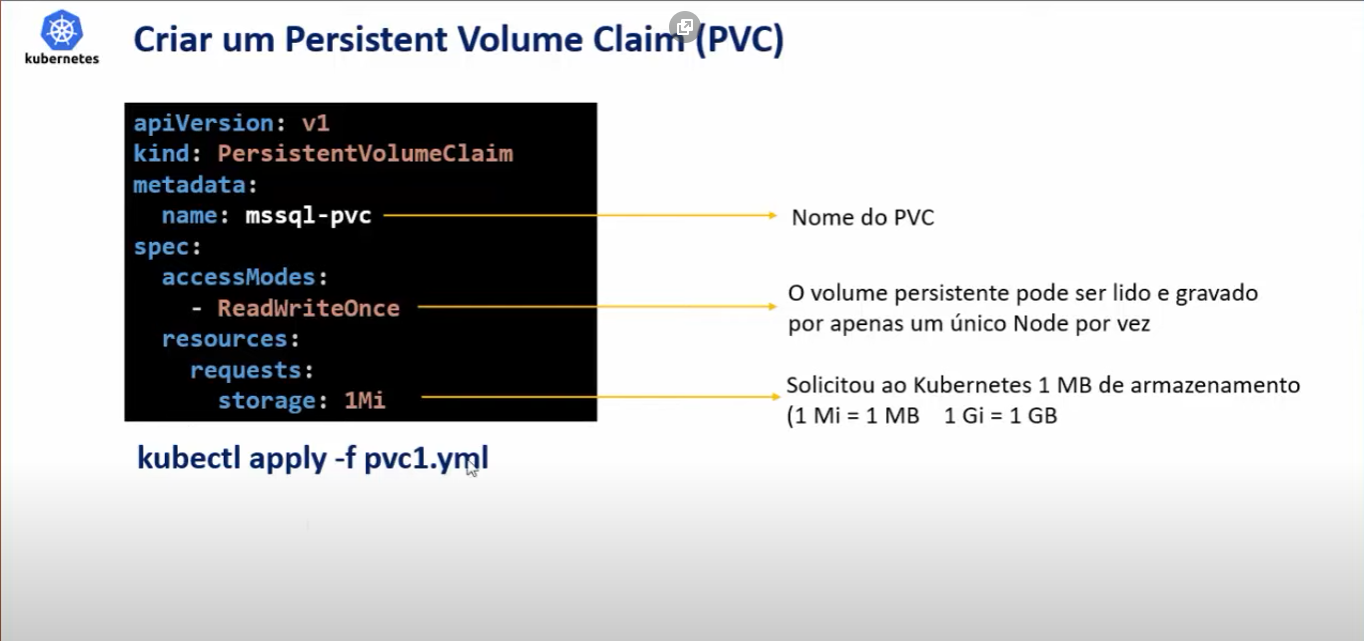 kubernetes
Criar um Persistent Volume Claim (PVC)
apiVersion: v1
kind: PersistentVolumeClaim
metadata:
  name: mssql-pvc
Nome do PVC
spec:
  accessModes:
    - ReadWriteOnce
O volume persistente pode ser lido e gravado
por apenas um único Node por vez
  resources:
    requests:
      storage: 1Mi
Solicitou ao Kubernetes 1 MB de armazenamento
(1 Mi = 1 MB    1 Gi = 1 GB
kubectl apply -f pvc1.yml